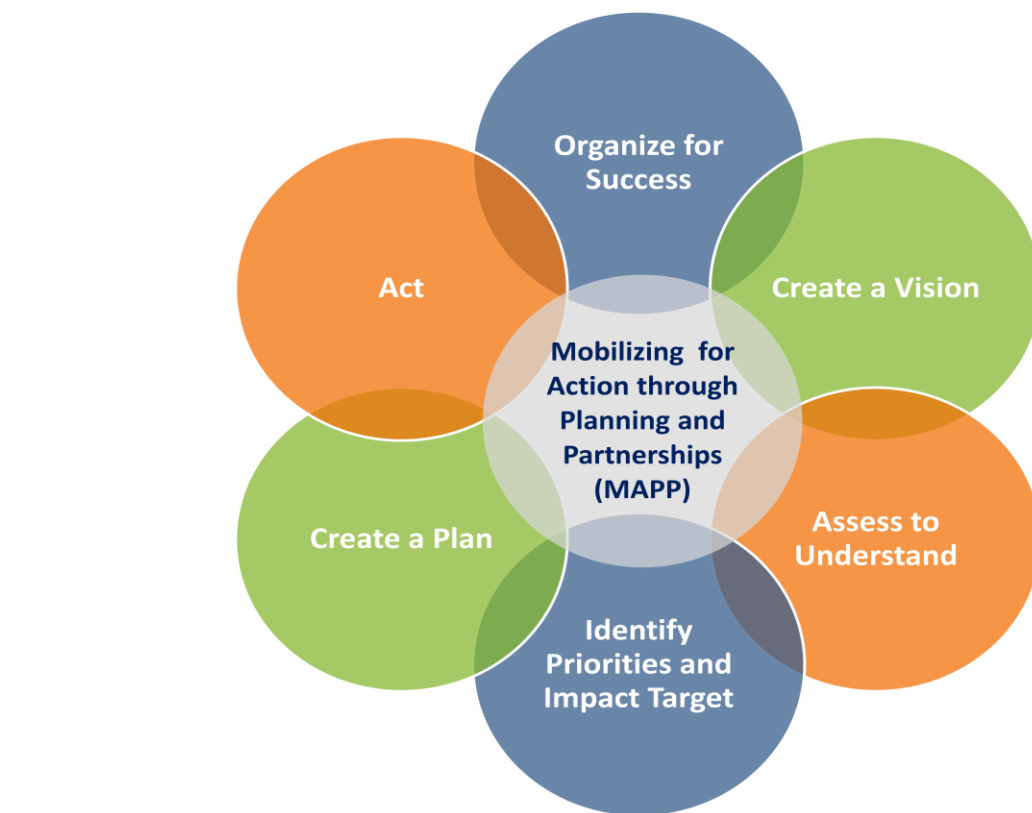 Organize for
Success
Create a Vision
Assess to
Understand
Identify
Priorities and
Impact Target
Create a Plan
Act
Mobilizing for
Action through
Planning and
Partnerships
(MAPP)